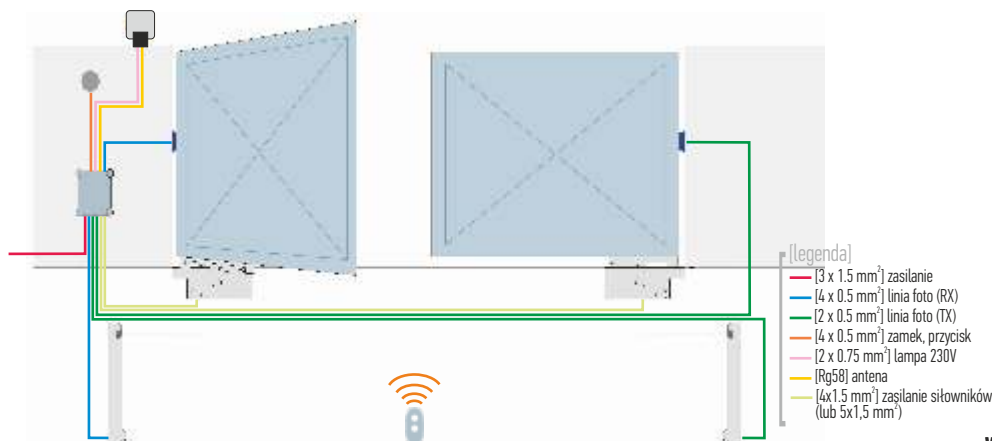 [legenda]
[3 x 1.5 mm²] zasilanie
[4 x 0.5 mm²] linia foto (RX)
[2 x 0.5 mm²] linia foto (TX)
[4 x 0.5 mm²] zamek, przycisk
[2 x 0.75 mm²] lampa 230V
[Rg58] antena
[4x1.5 mm²] zasilanie siłowników
(lub 5x1,5 mm²)